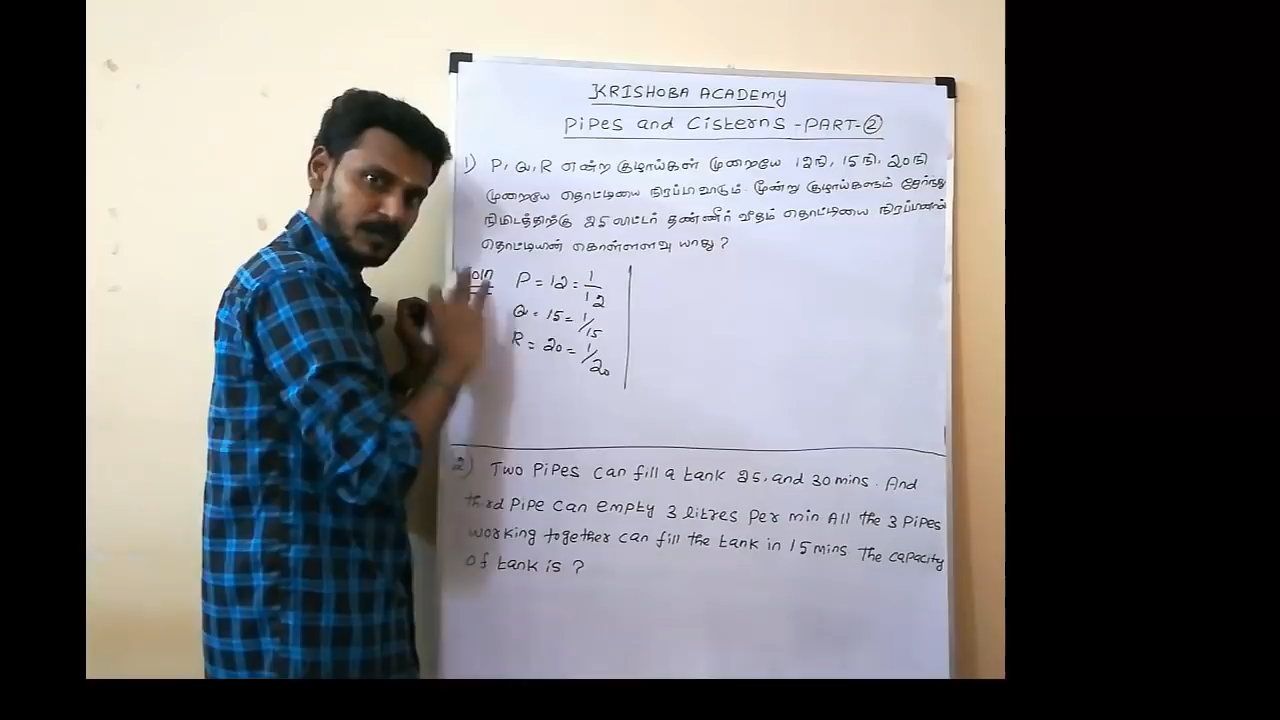 KRISHOBA ACADEMY
Pipes and Cisterns -PART-②
1) P, Q, R என்ற குழாய்கள் முறையே 12நி, 15நி, 20நி
முறையே தொட்டியை நிரப்பவாடும். மூன்று குழாய்களும் சேர்ந்து
நிமிடத்திற்கு 25 லிட்டர் தண்ணீர் வீதம் தொட்டியை
தொட்டியின் கொள்ளளவு யாது?
soln P = 12 = 1/12
Q = 15 = 1/15
R = 20 = 1/20
2) Two Pipes can fill a tank 25, and 30 mins. And
third Pipe can empty 3 litres Per min All the 3 Pipes
working together can fill the tank in 15 mins The capacity
of tank is ?